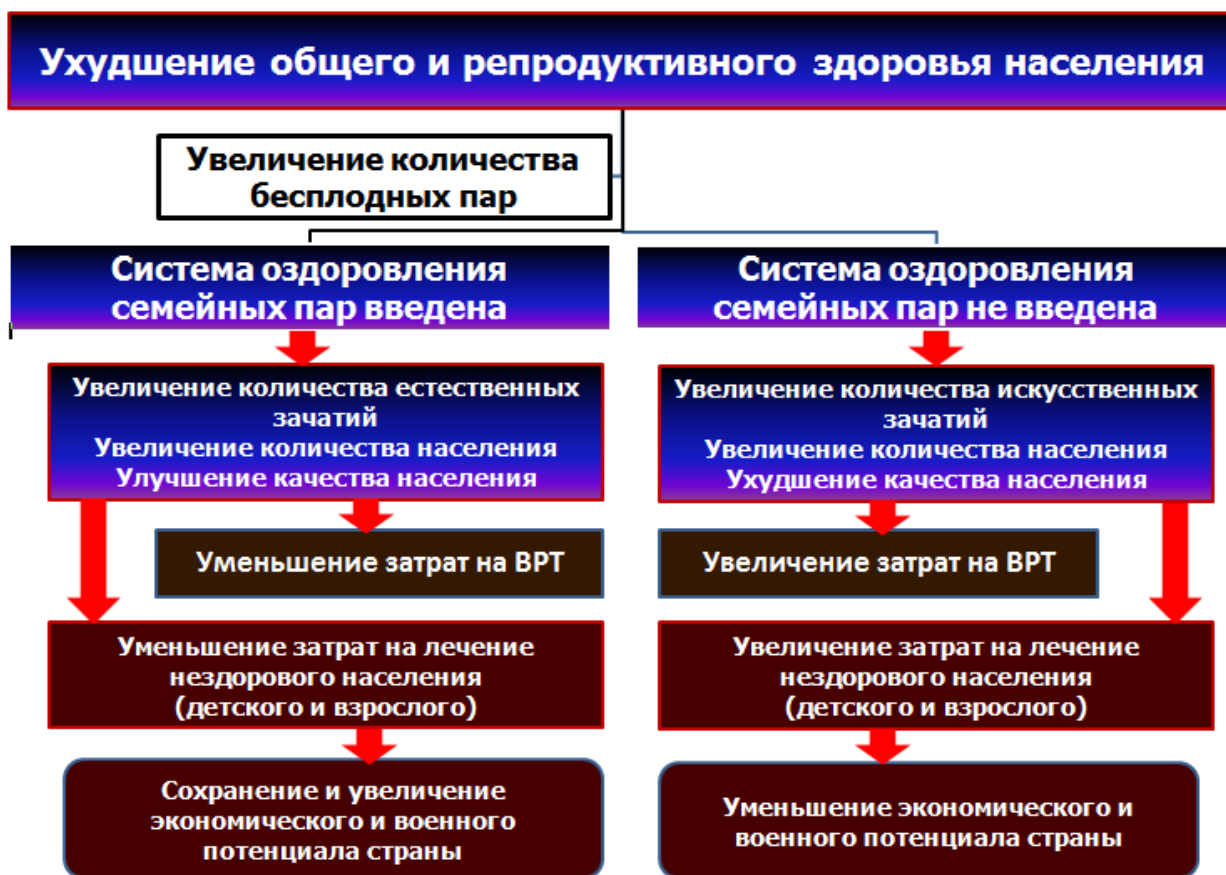 Ухудшение общего и репродуктивного здоровья населения
Увеличение количества
бесплодных пар
Система оздоровления
семейных пар введена
Увеличение количества естественных
зачатий
Увеличение количества населения
Улучшение качества населения
Уменьшение затрат на ВРТ
Уменьшение затрат на лечение
нездорового населения
(детского и взрослого)
Сохранение и увеличение
экономического и военного
потенциала страны
Система оздоровления
семейных пар не введена
Увеличение количества искусственных
зачатий
Увеличение количества населения
Ухудшение качества населения
Увеличение затрат на ВРТ
Увеличение затрат на лечение
нездорового населения
(детского и взрослого)
Уменьшение экономического и
военного потенциала страны